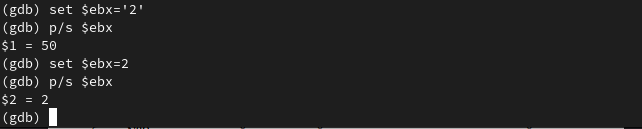 (gdb) set $ebx='2'
(gdb) p/s $ebx
$1 = 50
(gdb) set $ebx=2
(gdb) p/s $ebx
$2 = 2
(gdb)